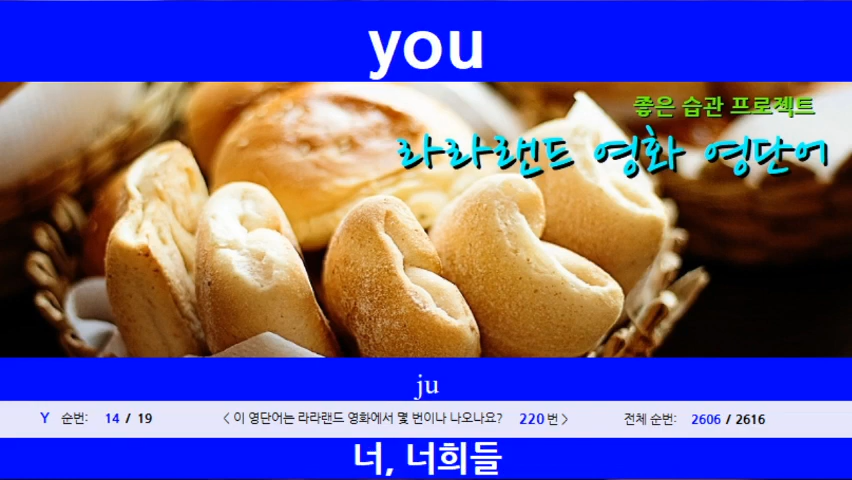 you
좋은 습관 프로젝트
라라랜드 영화 영단어
ju
Y 순번: 14 / 19 < 이 영단어는 라라랜드 영화에서 몇 번이나 나오나요? 220 번 > 전체 순번: 2606 / 2616
너, 너희들